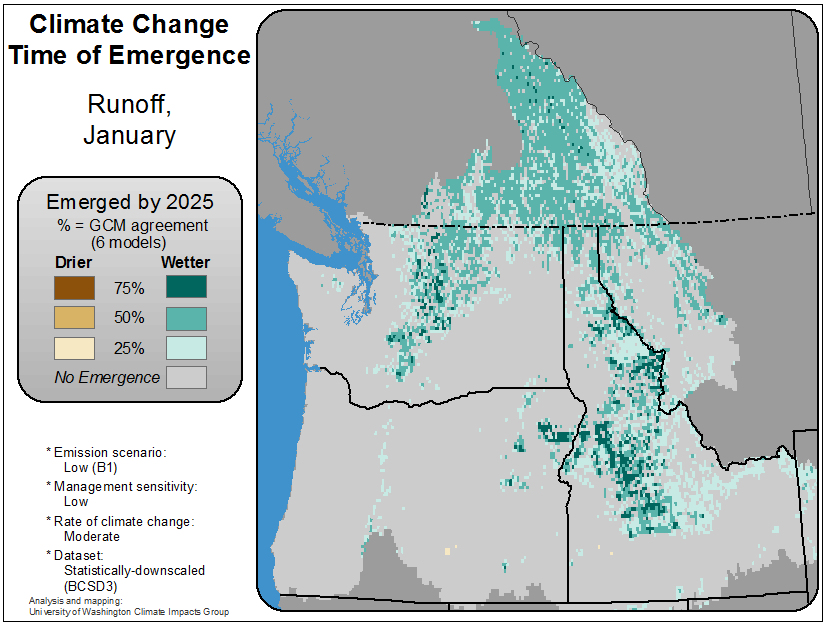 Climate Change
Time of Emergence
Runoff,
January
Emerged by 2025
% = GCM agreement
(6 models)
Drier Wetter
75%
50%
25%
No Emergence
* Emission scenario:
Low (B1)
* Management sensitivity:
Low
* Rate of climate change:
Moderate
* Dataset:
Statistically-downscaled
(BCSD3)
Analysis and mapping:
University of Washington Climate Impacts Group